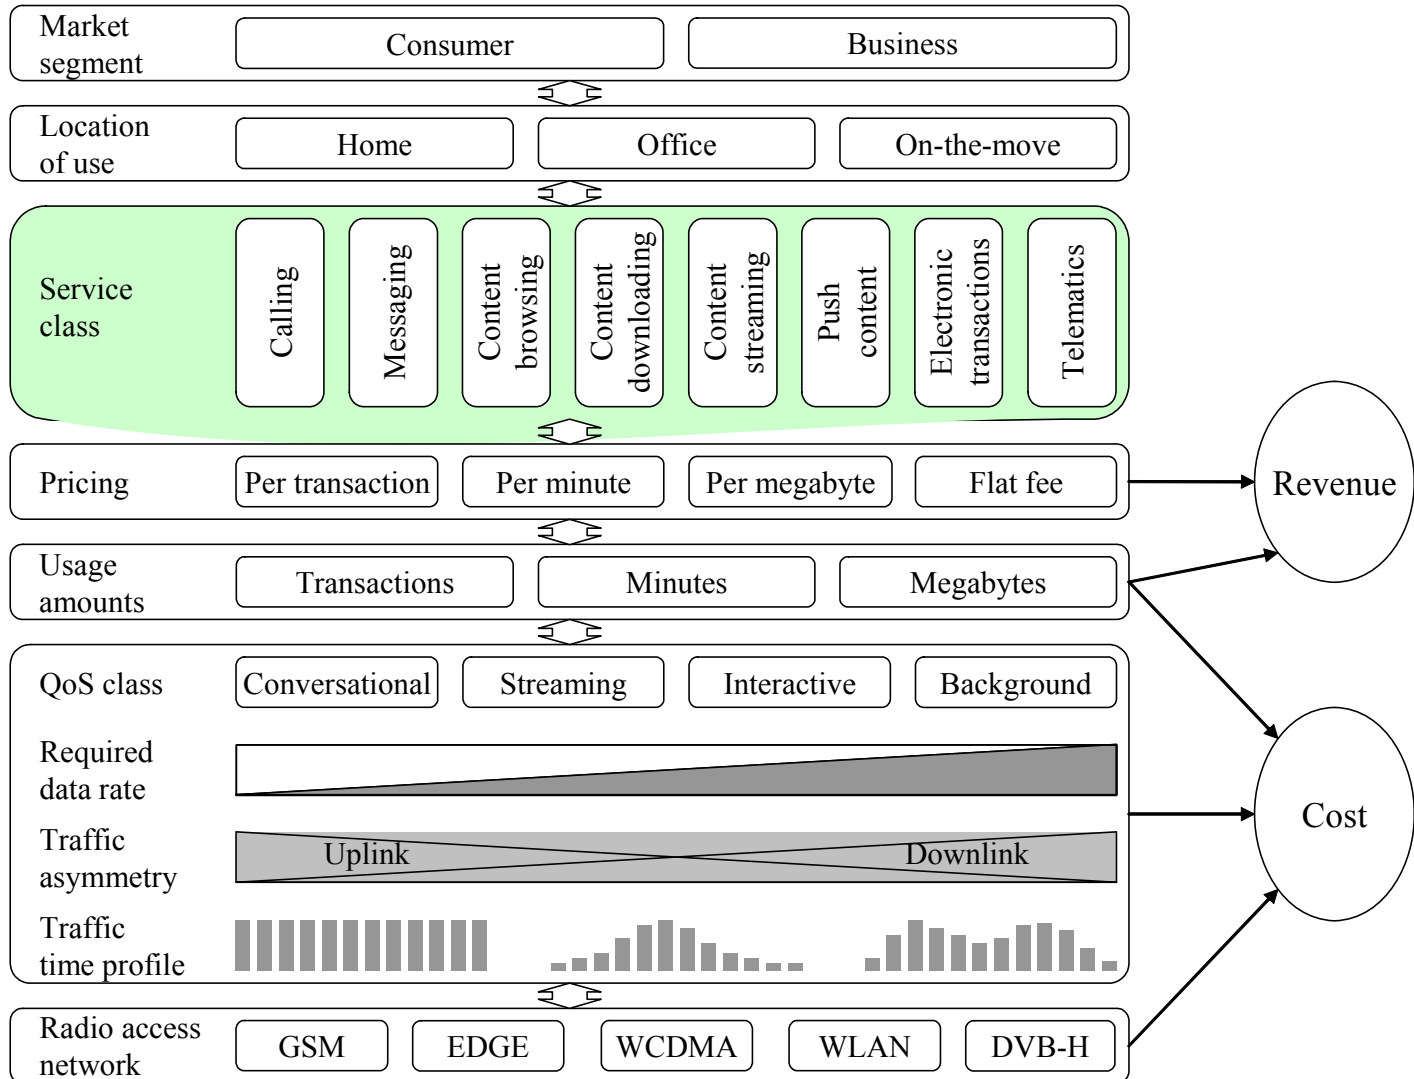 Market
segment
Consumer
Business
Location
of use
Home
Office
On-the-move
Service
class
Calling
Messaging
Content
browsing
Content
downloading
Content
streaming
Push
content
Electronic
transactions
Telematics
Pricing
Per transaction
Per minute
Per megabyte
Flat fee
Revenue
Usage
amounts
Transactions
Minutes
Megabytes
QoS class
Conversational
Streaming
Interactive
Background
Required
data rate
Cost
Traffic
asymmetry
Uplink
Downlink
Traffic
time profile
Radio access
network
GSM
EDGE
WCDMA
WLAN
DVB-H